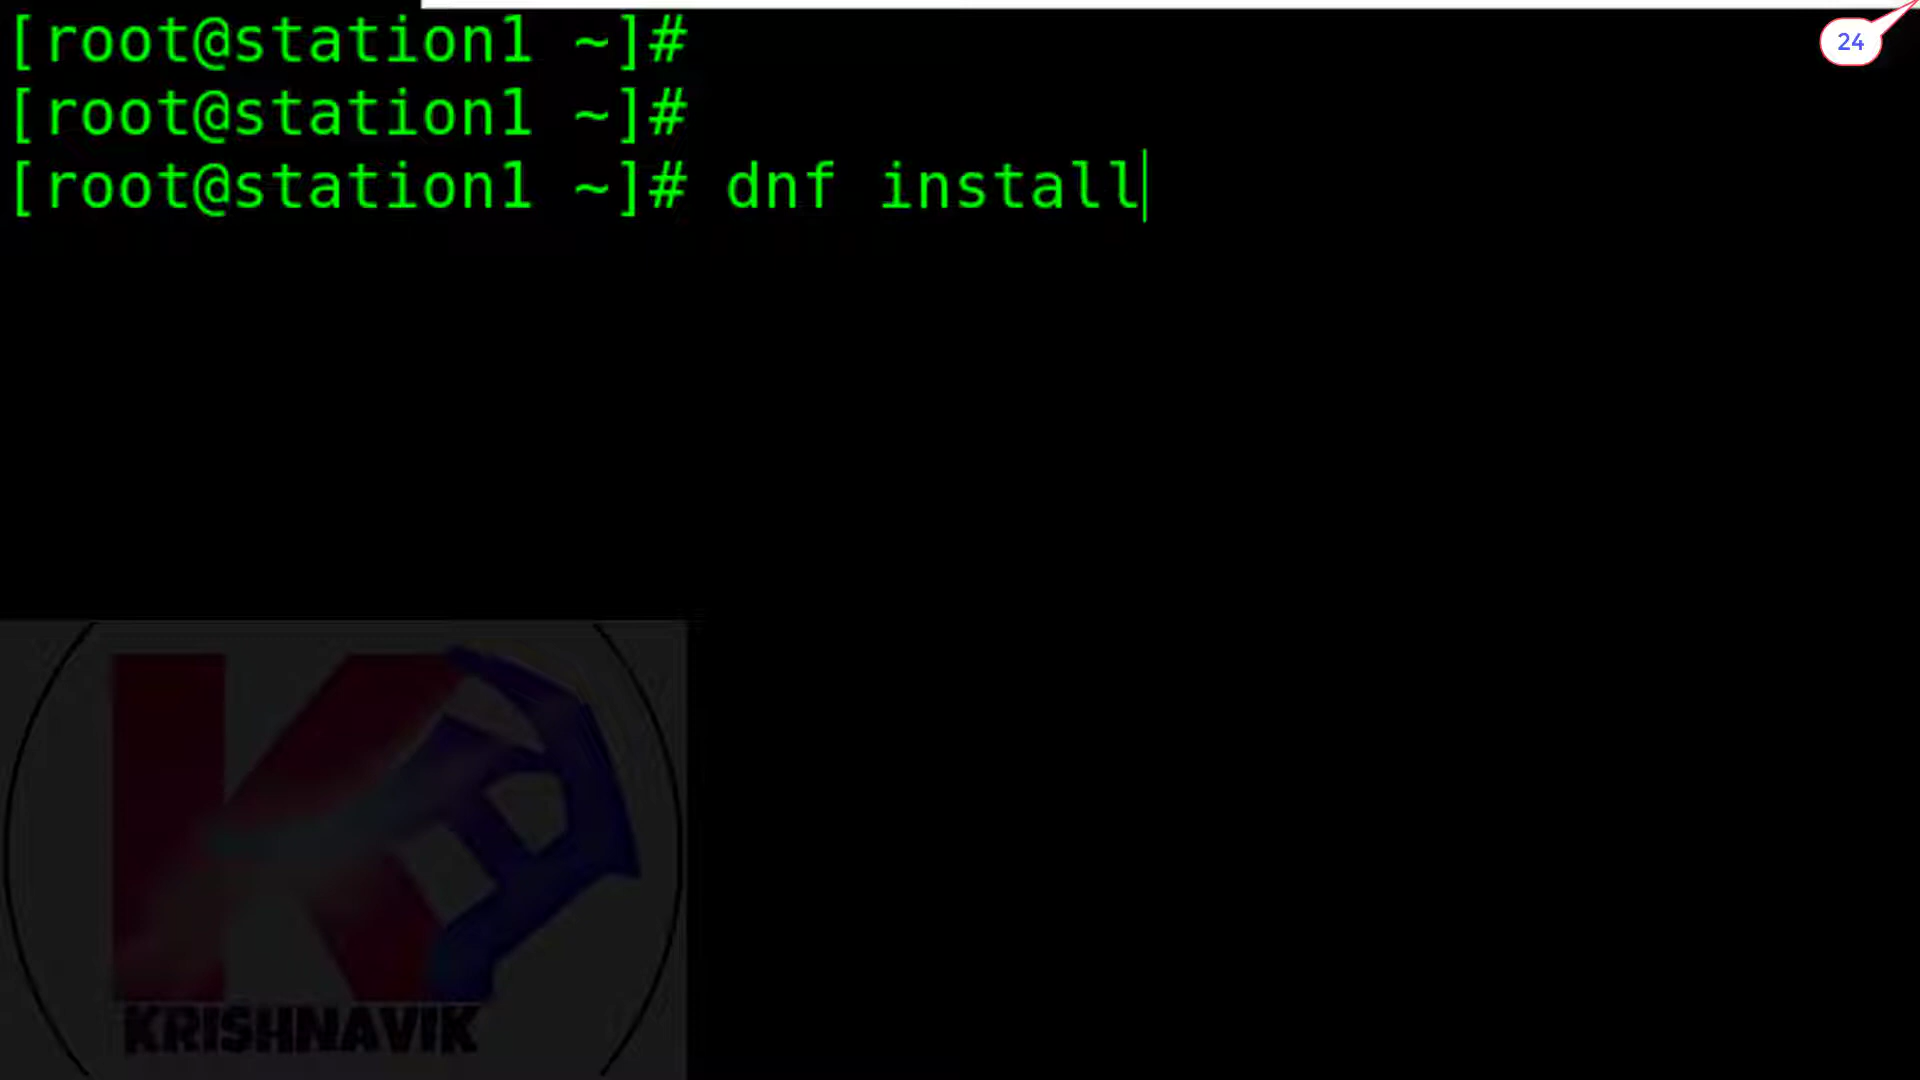 [root@station1 ~]#
24
[root@station1 ~]#
[root@station1 ~]# dnf install
KRISHNAVIK